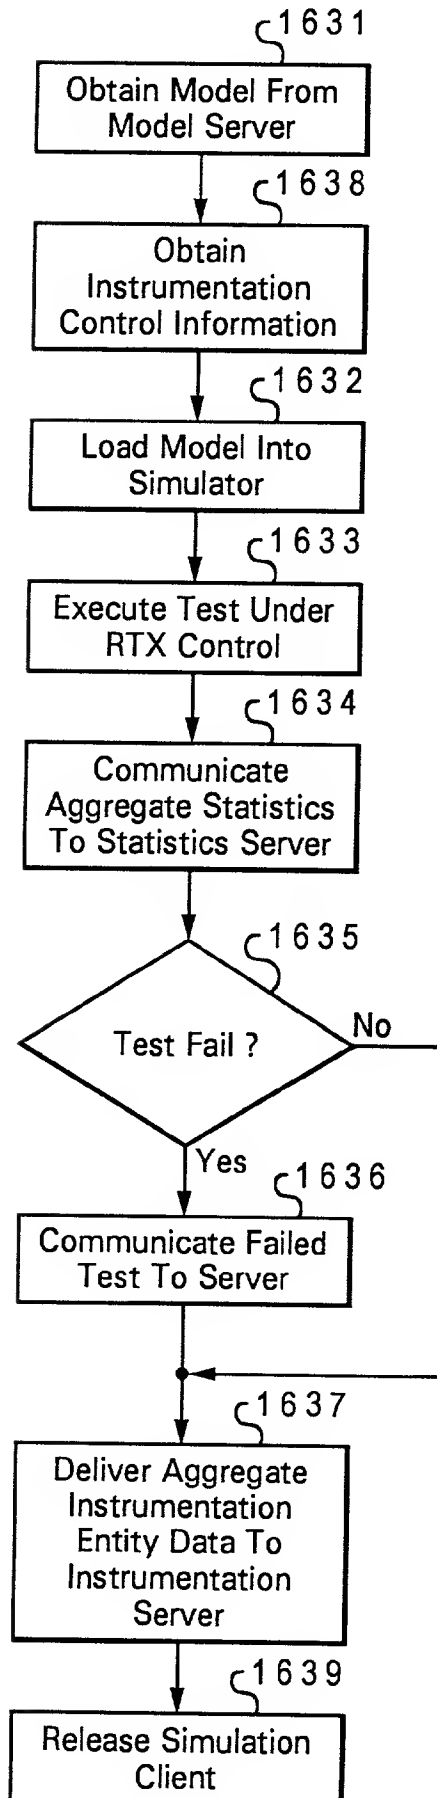 1631
Obtain Model From
Model Server
1638
Obtain
Instrumentation
Control Information
1632
Load Model Into
Simulator
1633
Execute Test Under
RTX Control
1634
Communicate
Aggregate Statistics
To Statistics Server
1635
Test Fail ?
No
Yes
1636
Communicate Failed
Test To Server
1637
Deliver Aggregate
Instrumentation
Entity Data To
Instrumentation
Server
1639
Release Simulation
Client